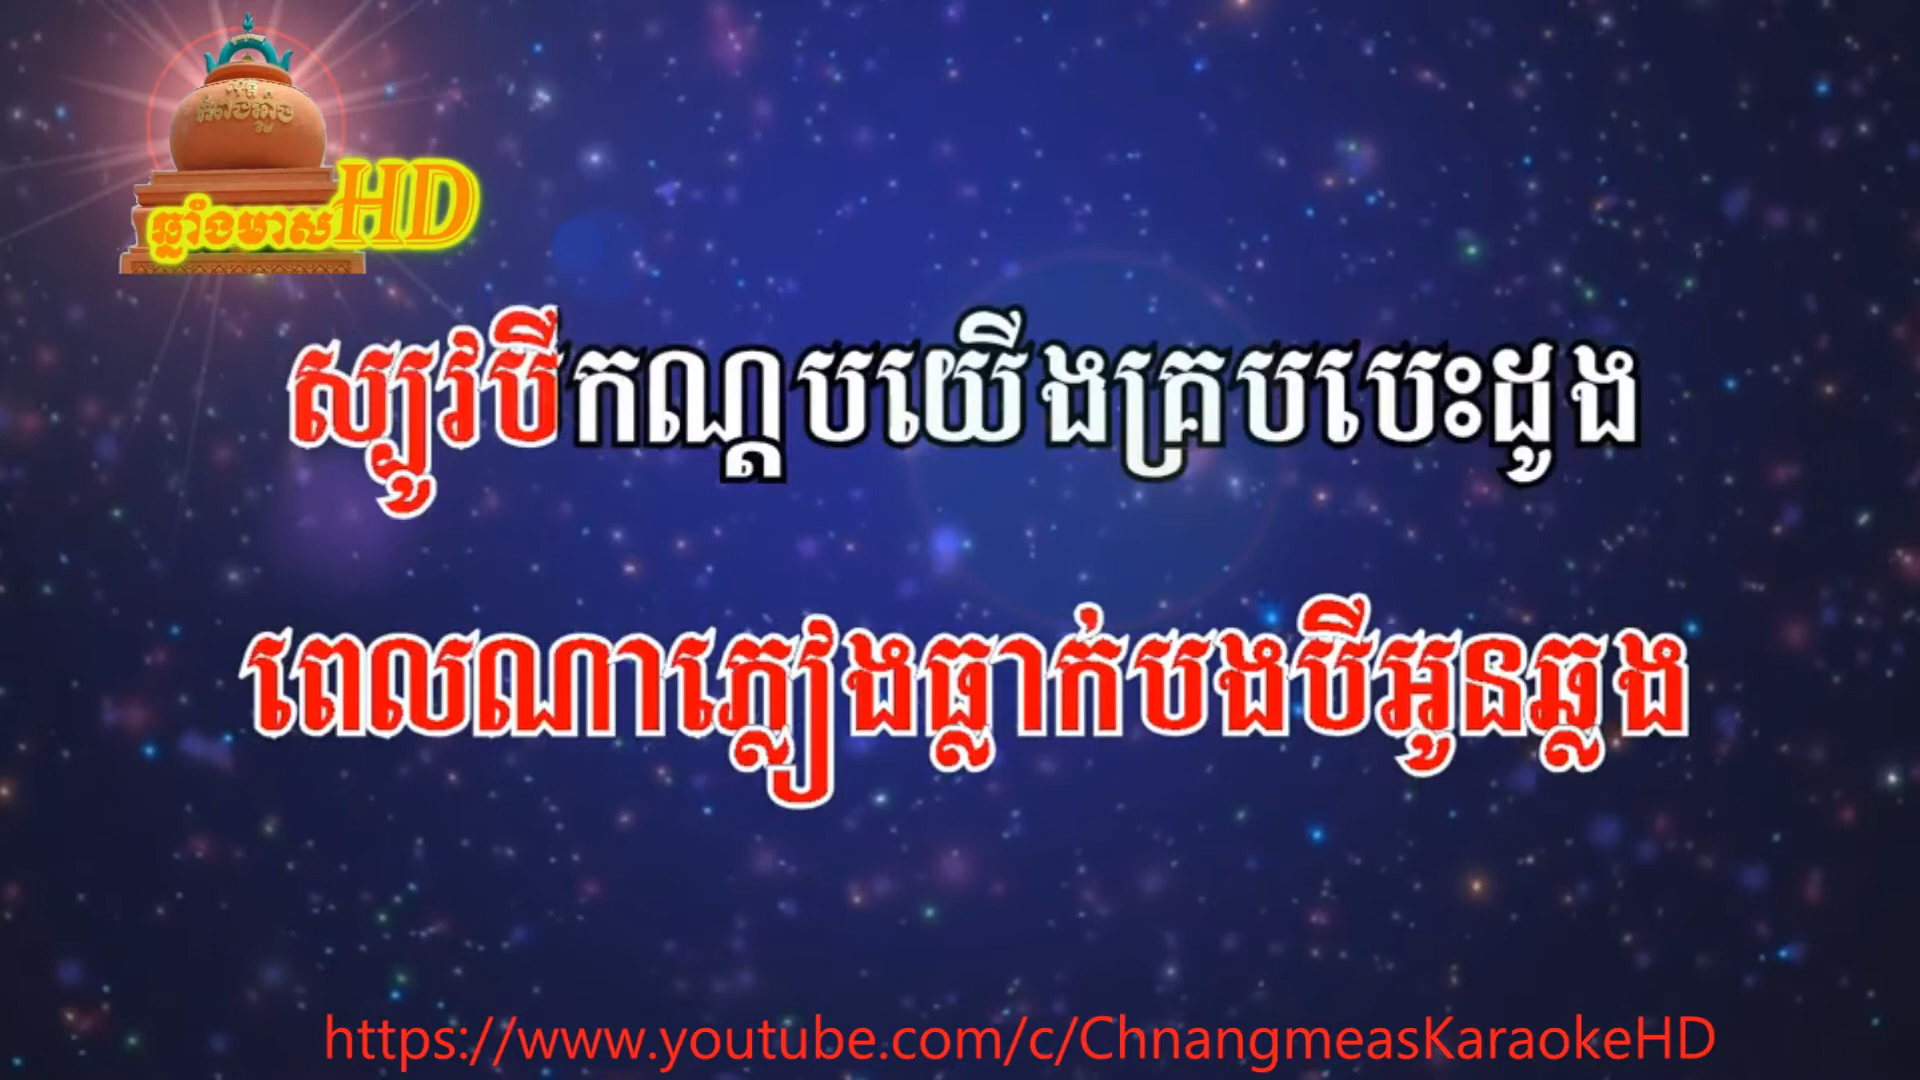 ឆ្នាំងមាសHD
ស្បូវបីកណ្ដបយើងគ្របបេះដូង
ពេលណាភ្លៀងធ្លាក់បងបីអូនឆ្លង
https://www.youtube.com/c/ChnangmeasKaraokeHD